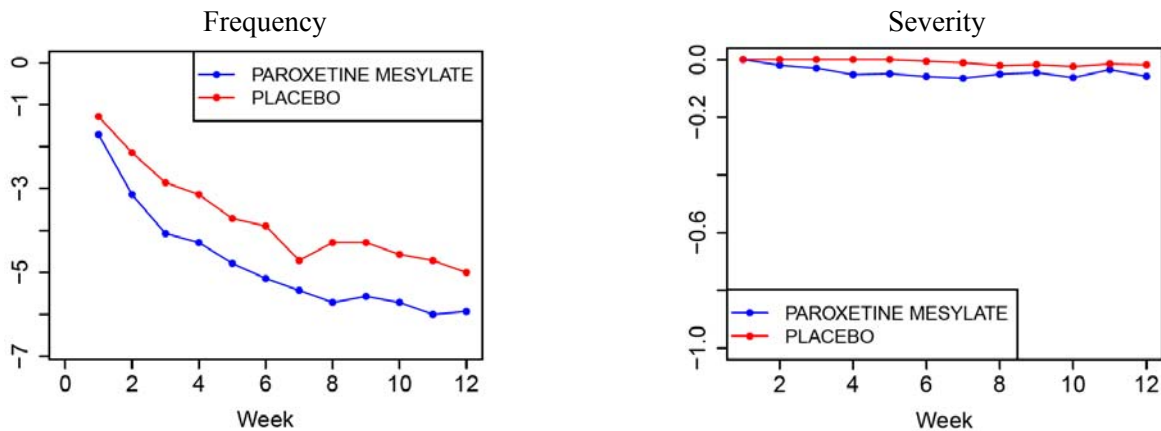 Frequency
0
−1
−3
−5
−7
PAROXETINE MESYLATE
PLACEBO
0 2 4 6 8 10 12
Week
Severity
0.0
−0.2
−0.6
−1.0
PAROXETINE MESYLATE
PLACEBO
2 4 6 8 10 12
Week